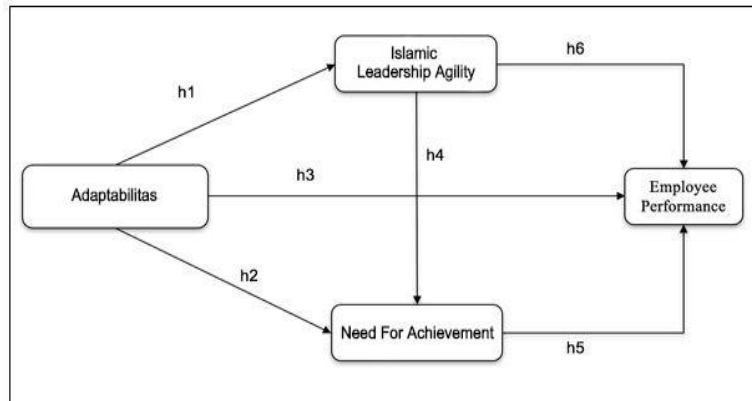 Islamic
Leadership Agility
h6
h1
h4
Adaptabilitas
h3
Employee
Performance
h2
Need For Achievement
h5